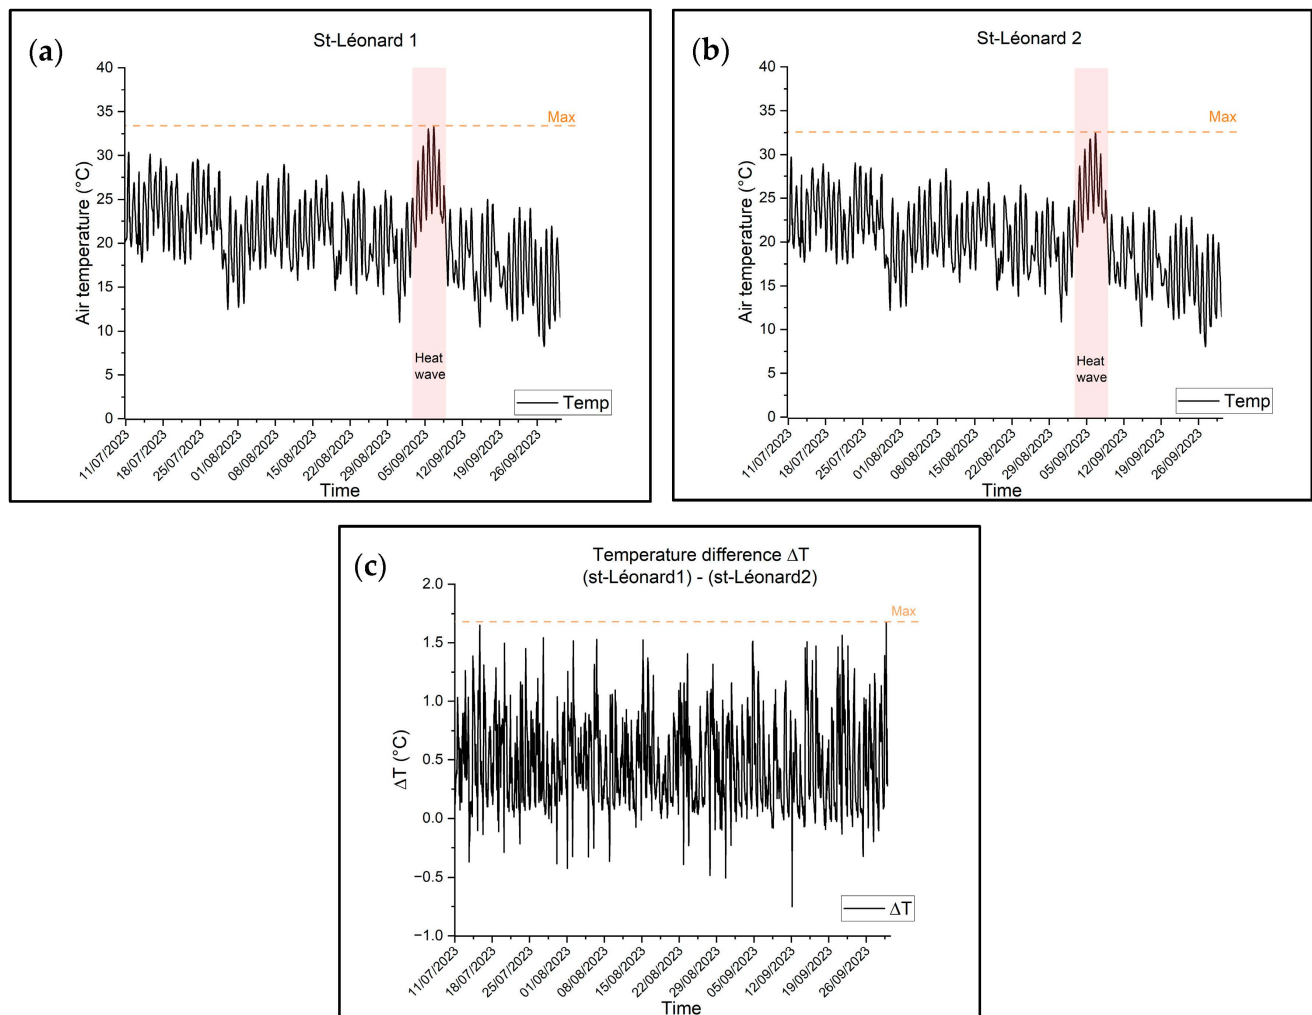 (a)
St-Léonard 1
40
35
30
25
20
15
10
5
0
Air temperature (°C)
Max
Heat
wave
Temp
11/07/2023
18/07/2023
25/07/2023
01/08/2023
08/08/2023
15/08/2023
22/08/2023
29/08/2023
05/09/2023
12/09/2023
19/09/2023
26/09/2023
Time
(b)
St-Léonard 2
40
35
30
25
20
15
10
5
0
Air temperature (°C)
Max
Heat
wave
Temp
11/07/2023
18/07/2023
25/07/2023
01/08/2023
08/08/2023
15/08/2023
22/08/2023
29/08/2023
05/09/2023
12/09/2023
19/09/2023
26/09/2023
Time
(c)
Temperature difference ΔT
(st-Léonard1) - (st-Léonard2)
2.0
1.5
1.0
0.5
0.0
−0.5
−1.0
ΔT (°C)
Max
ΔT
11/07/2023
18/07/2023
25/07/2023
01/08/2023
08/08/2023
15/08/2023
22/08/2023
29/08/2023
05/09/2023
12/09/2023
19/09/2023
26/09/2023
Time